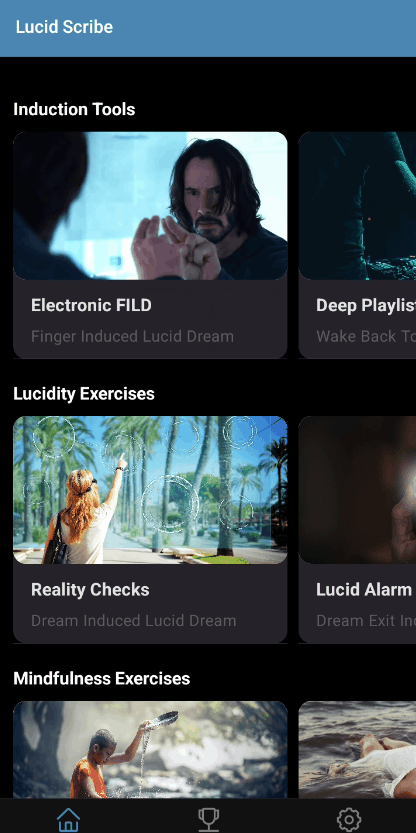 Lucid Scribe
Induction Tools
Electronic FILD
Finger Induced Lucid Dream
Deep Playlist
Wake Back To
Lucidity Exercises
Reality Checks
Dream Induced Lucid Dream
Lucid Alarm
Dream Exit
Mindfulness Exercises